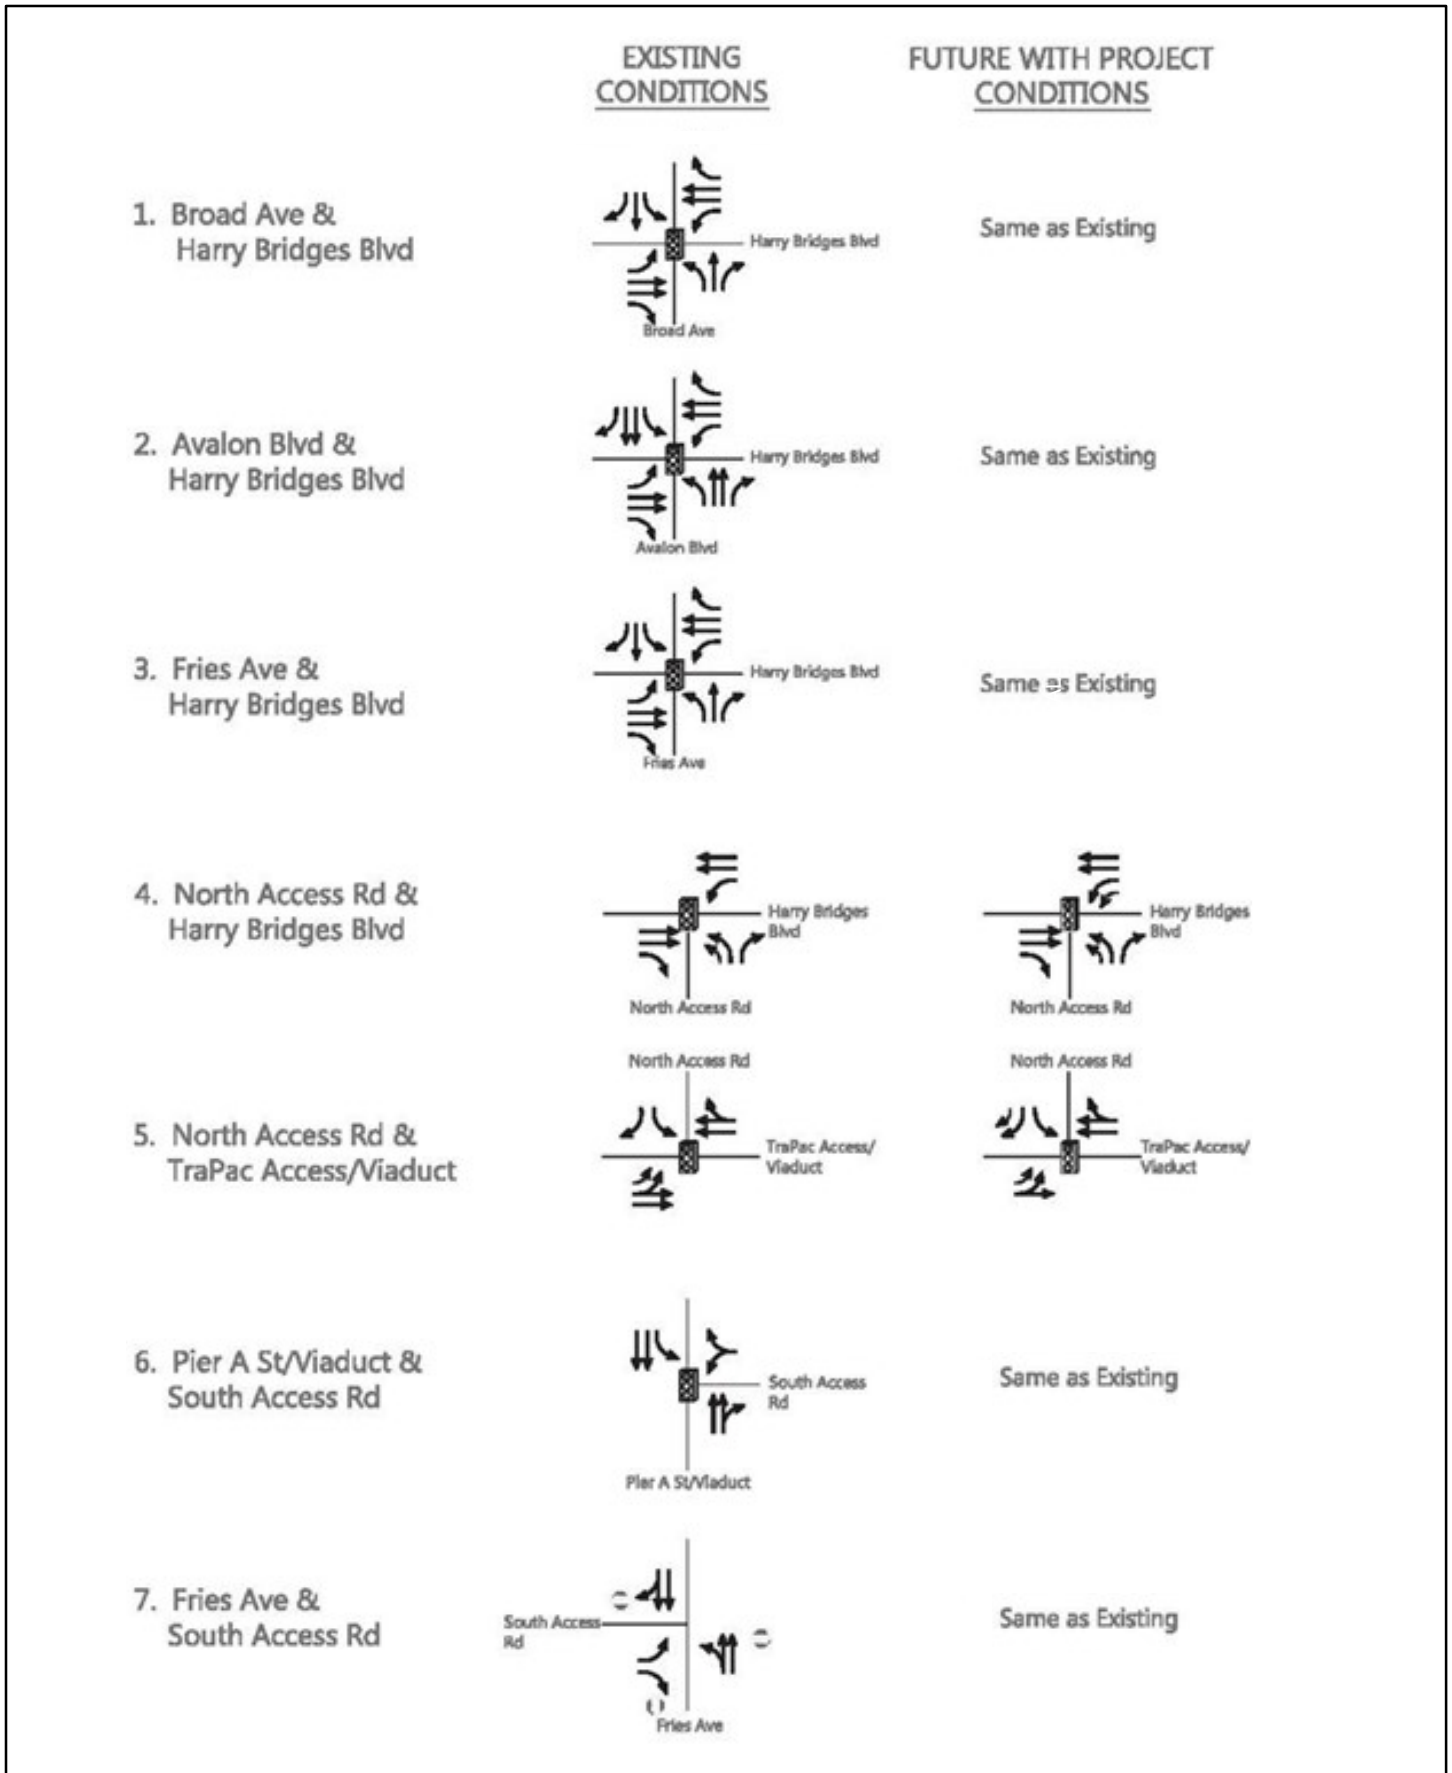 EXISTING
CONDITIONS
FUTURE WITH PROJECT
CONDITIONS
1. Broad Ave &
Harry Bridges Blvd
Harry Bridges Blvd
Broad Ave
Same as Existing
2. Avalon Blvd &
Harry Bridges Blvd
Harry Bridges Blvd
Avalon Blvd
Same as Existing
3. Fries Ave &
Harry Bridges Blvd
Harry Bridges Blvd
Fries Ave
Same as Existing
4. North Access Rd &
Harry Bridges Blvd
Harry Bridges
Blvd
North Access Rd
Harry Bridges
Blvd
North Access Rd
5. North Access Rd &
TraPac Access/Viaduct
North Access Rd
TraPac Access/
Viaduct
North Access Rd
TraPac Access/
Viaduct
6. Pier A St/Viaduct &
South Access Rd
South Access
Rd
Pier A St/Viaduct
Same as Existing
7. Fries Ave &
South Access Rd
South Access
Rd
Fries Ave
Same as Existing